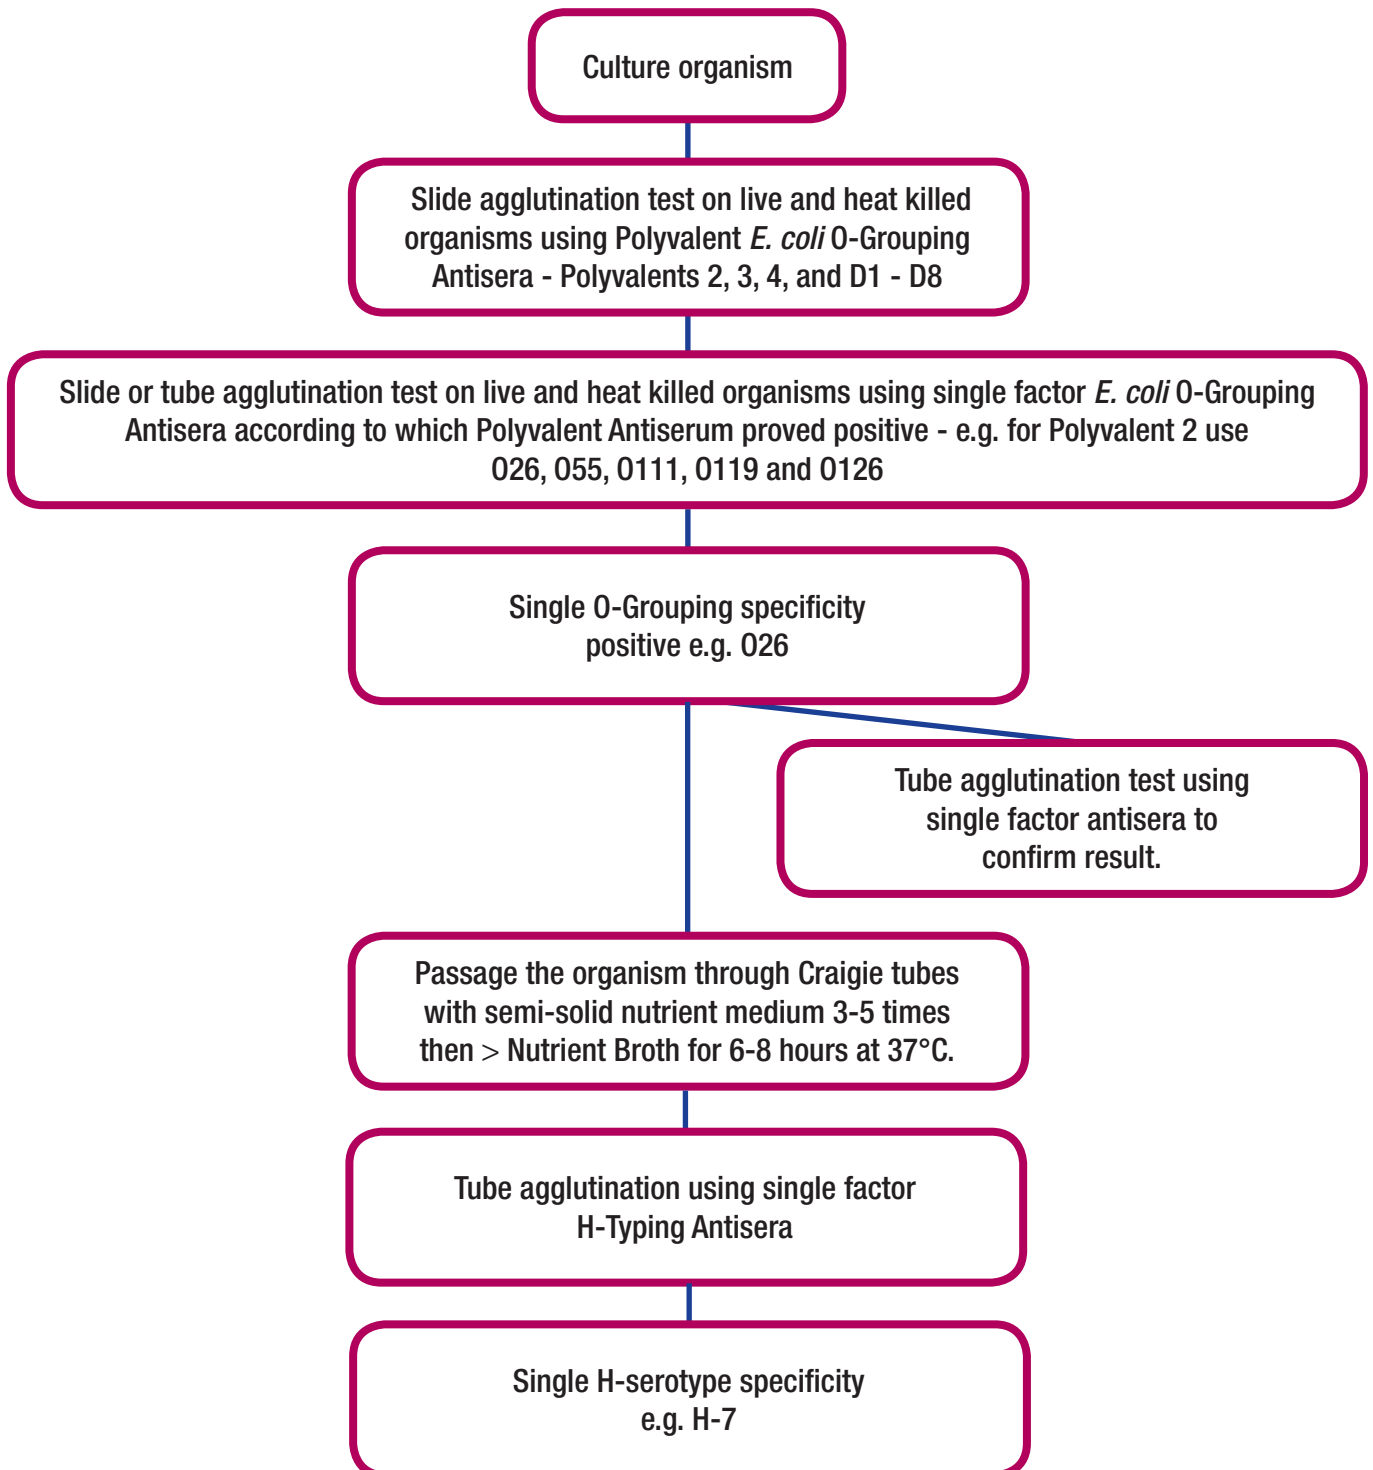 Culture organism
Slide agglutination test on live and heat killed
organisms using Polyvalent E. coli O-Grouping
Antisera - Polyvalents 2, 3, 4, and D1 - D8
Slide or tube agglutination test on live and heat killed organisms using single factor E. coli O-Grouping
Antisera according to which Polyvalent Antiserum proved positive - e.g. for Polyvalent 2 use
O26, O55, O111, O119 and O126
Single O-Grouping specificity
positive e.g. O26
Tube agglutination test using
single factor antisera to
confirm result.
Passage the organism through Craigie tubes
with semi-solid nutrient medium 3-5 times
then > Nutrient Broth for 6-8 hours at 37°C.
Tube agglutination using single factor
H-Typing Antisera
Single H-serotype specificity
e.g. H-7